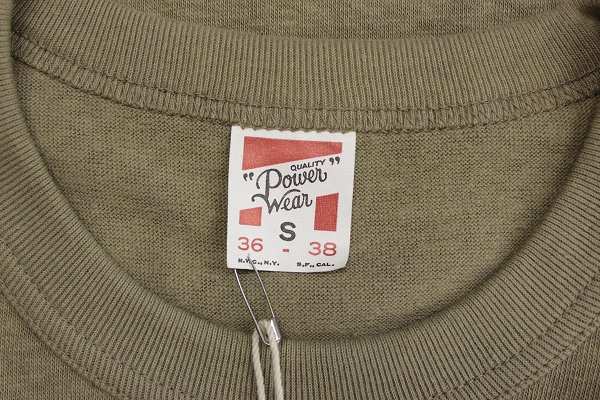 QUALITY
"Power"
Wear
S
36 - 38
N.Y.C., N.Y. S.F., CAL.